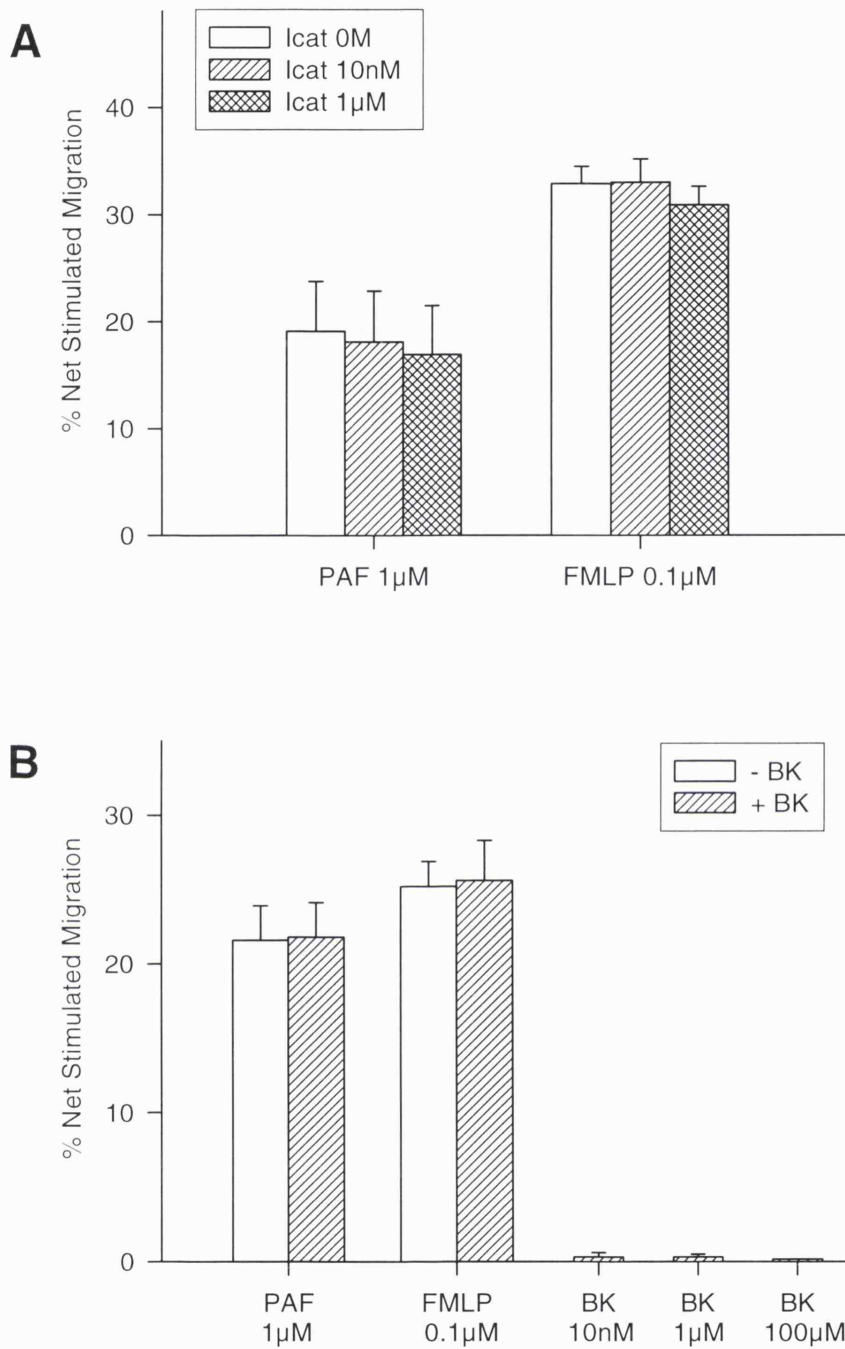 A
Icat 0M
Icat 10nM
Icat 1µM
% Net Stimulated Migration
40
30
20
10
0
PAF 1µM
FMLP 0.1µM
B
- BK
+ BK
% Net Stimulated Migration
30
20
10
0
PAF
1µM
FMLP
0.1µM
BK
10nM
BK
1µM
BK
100µM